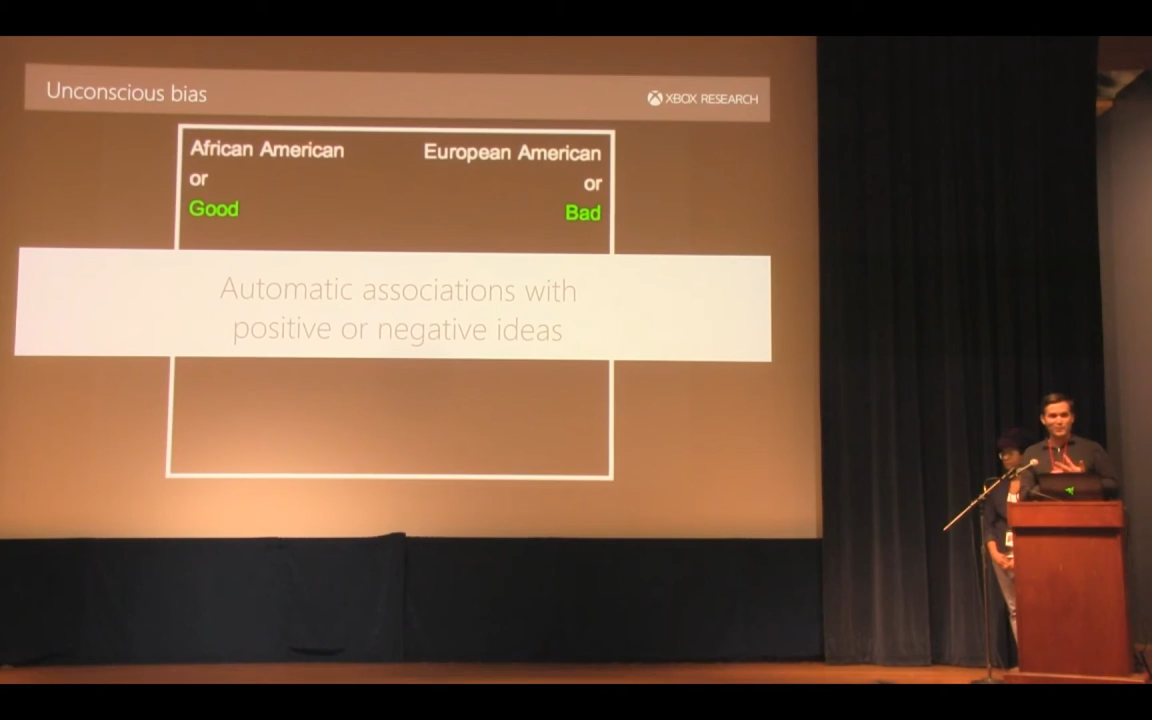 Unconscious bias
XBOX RESEARCH
African American
or
Good
European American
or
Bad
Automatic associations with
positive or negative ideas